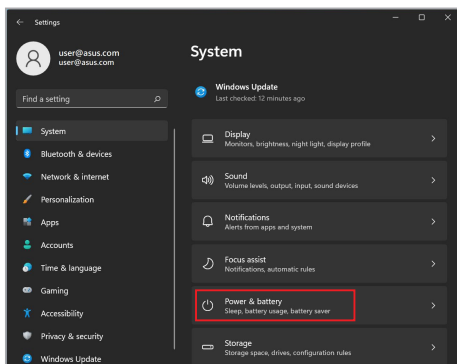 Settings
user@asus.com
user@asus.com
Find a setting
System
Bluetooth & devices
Network & internet
Personalization
Apps
Accounts
Time & language
Gaming
Accessibility
Privacy & security
Windows Update
System
Windows Update
Last checked: 12 minutes ago
Display
Monitors, brightness, night light, display profile
Sound
Volume levels, output, input, sound devices
Notifications
Alerts from apps and system
Focus assist
Notifications, automatic rules
Power & battery
Sleep, battery usage, battery saver
Storage
Storage space, drives, configuration rules